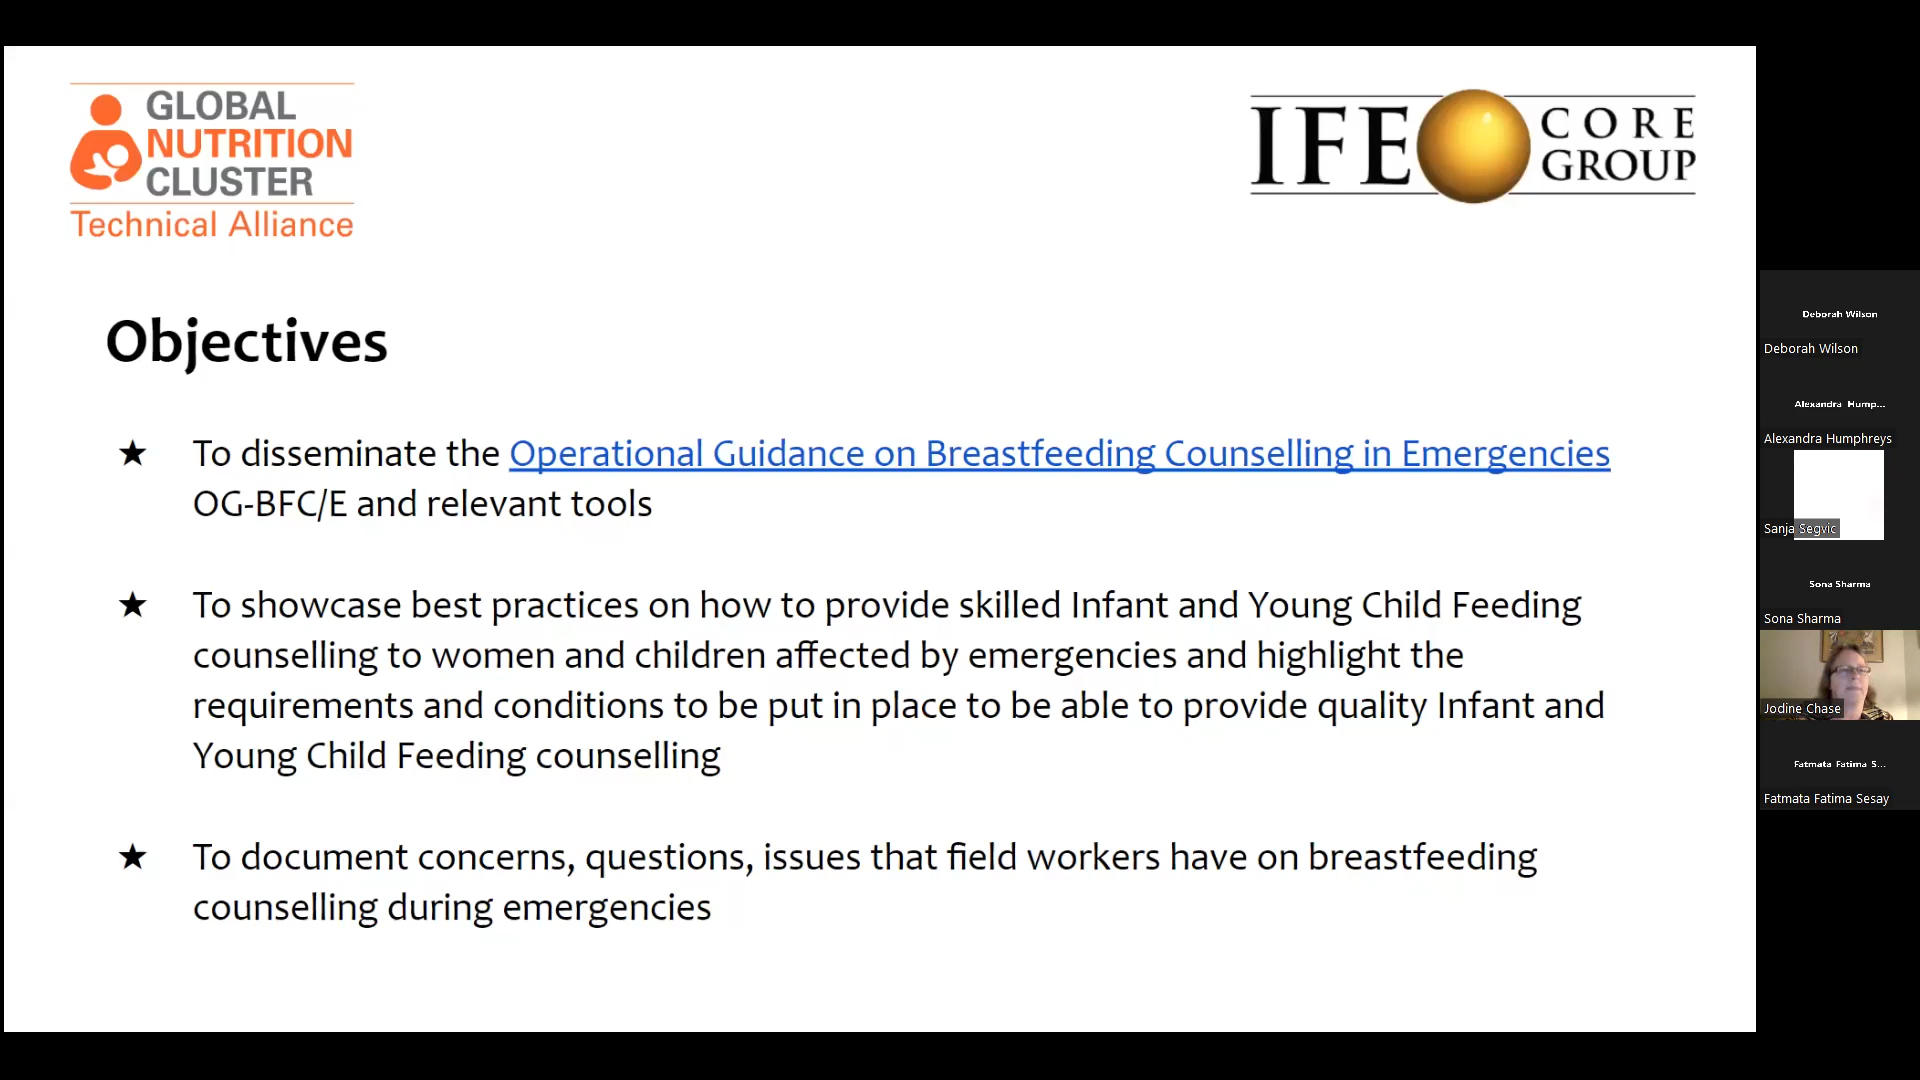 GLOBAL
NUTRITION
CLUSTER
Technical Alliance
IFE CORE
GROUP
Objectives
★ To disseminate the Operational Guidance on Breastfeeding Counselling in Emergencies
OG-BFC/E and relevant tools
★ To showcase best practices on how to provide skilled Infant and Young Child Feeding
counselling to women and children affected by emergencies and highlight the
requirements and conditions to be put in place to be able to provide quality Infant and
Young Child Feeding counselling
★ To document concerns, questions, issues that field workers have on breastfeeding
counselling during emergencies
Deborah Wilson
Deborah Wilson
Alexandra Hump...
Alexandra Humphreys
Sanja Segvic
Sona Sharma
Sona Sharma
Jodine Chase
Fatmata Fatima S...
Fatmata Fatima Sesay